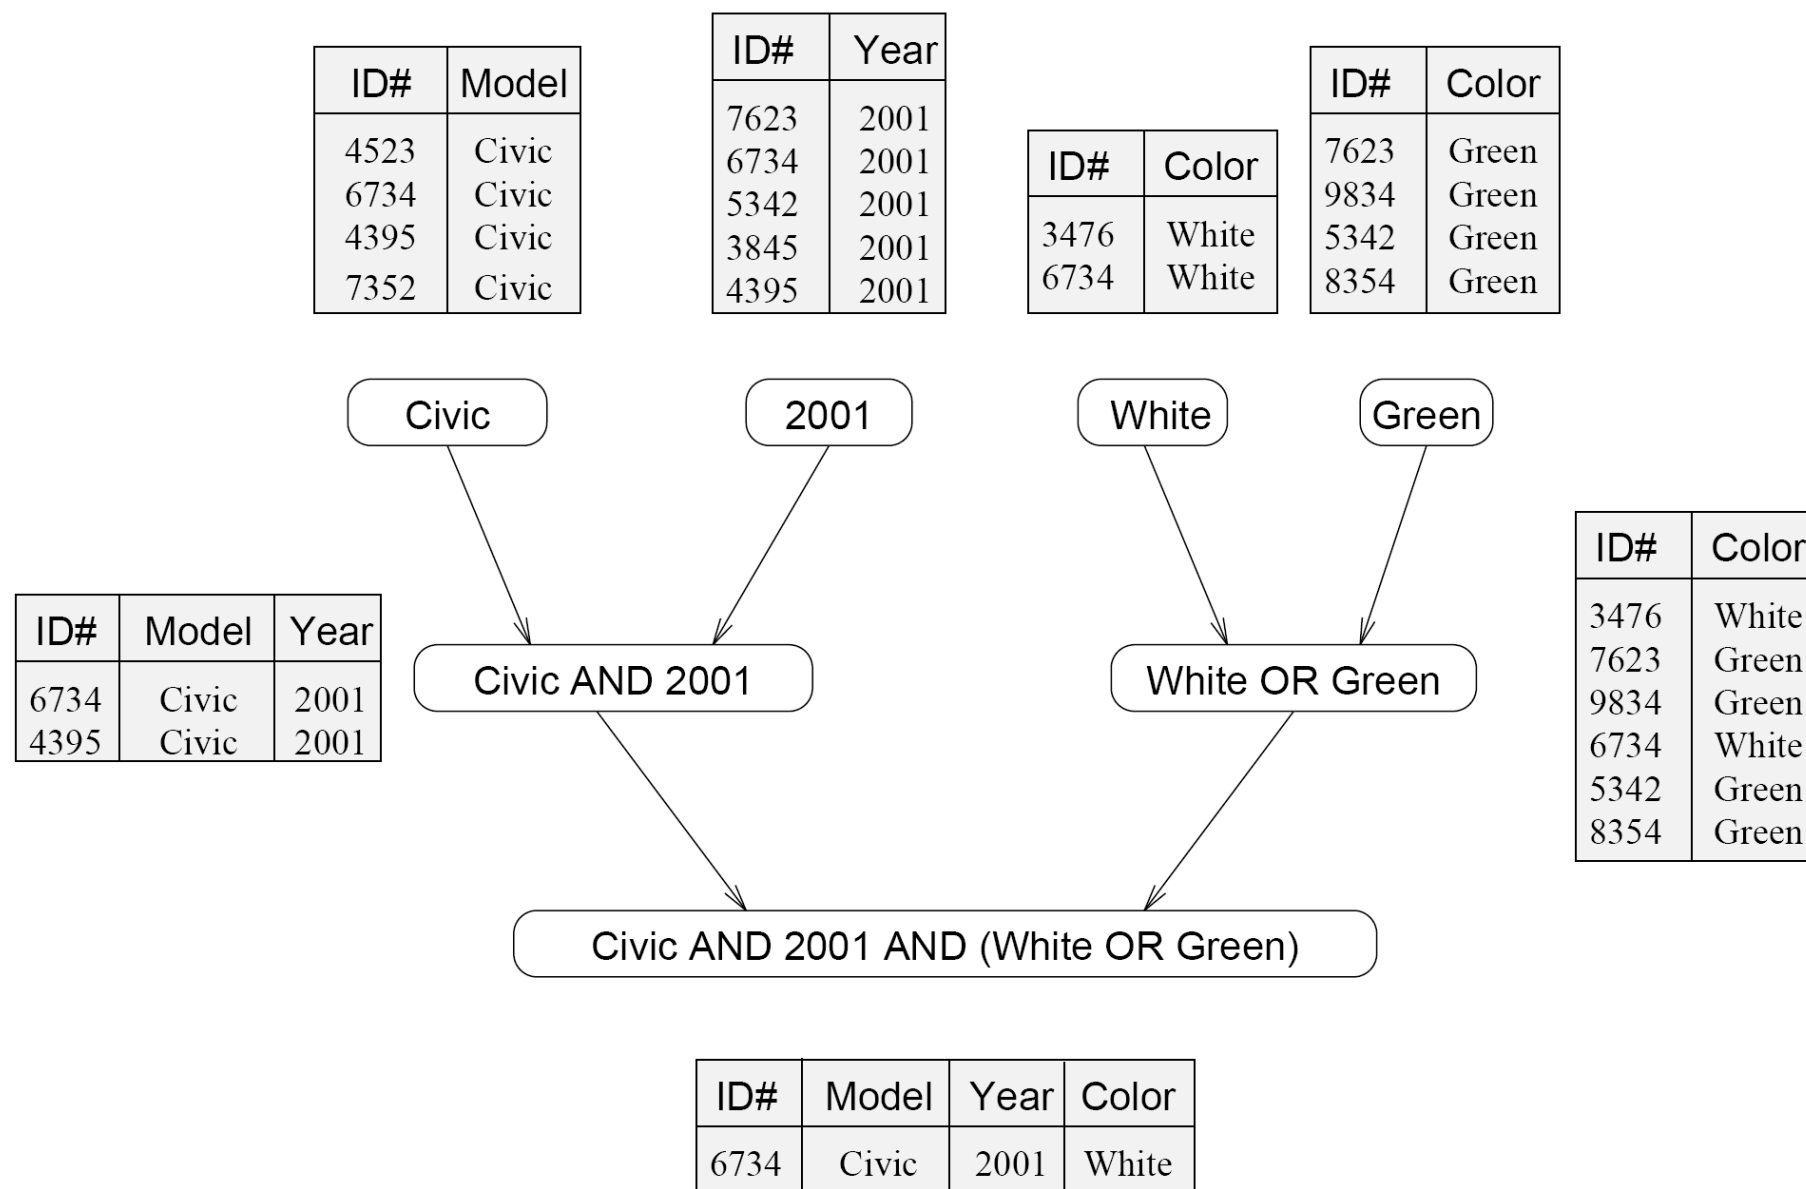 ID# Model
4523 Civic
6734 Civic
4395 Civic
7352 Civic
ID# Year
7623 2001
6734 2001
5342 2001
3845 2001
4395 2001
ID# Color
3476 White
6734 White
ID# Color
7623 Green
9834 Green
5342 Green
8354 Green
Civic
2001
White
Green
ID# Model Year
6734 Civic 2001
4395 Civic 2001
Civic AND 2001
White OR Green
ID# Color
3476 White
7623 Green
9834 Green
6734 White
5342 Green
8354 Green
Civic AND 2001 AND (White OR Green)
ID# Model Year Color
6734 Civic 2001 White